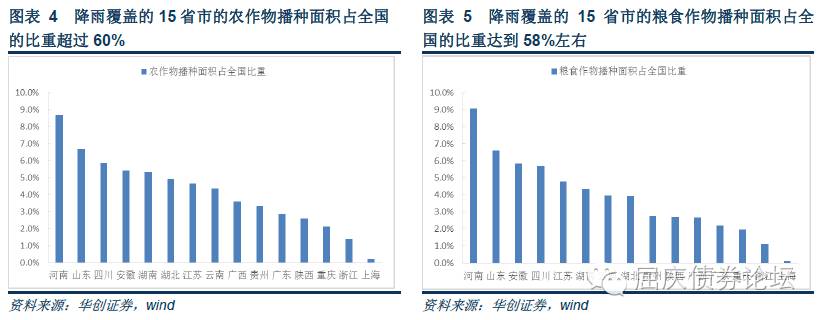 图表 4 降雨覆盖的 15 省市的农作物播种面积占全国
的比重超过 60%
农作物播种面积占全国比重
10.0%
9.0%
8.0%
7.0%
6.0%
5.0%
4.0%
3.0%
2.0%
1.0%
0.0%
河南 山东 四川 安徽 湖南 湖北 江苏 云南 广西 贵州 广东 陕西 重庆 浙江 上海
资料来源：华创证券，wind
图表 5 降雨覆盖的 15 省市的粮食作物播种面积占全
国的比重达到 58%左右
粮食作物播种面积占全国比重
10.0%
9.0%
8.0%
7.0%
6.0%
5.0%
4.0%
3.0%
2.0%
1.0%
0.0%
河南 山东 安徽 四川 江苏 湖北
资料来源：华创证券，wind
屈庆债券论坛